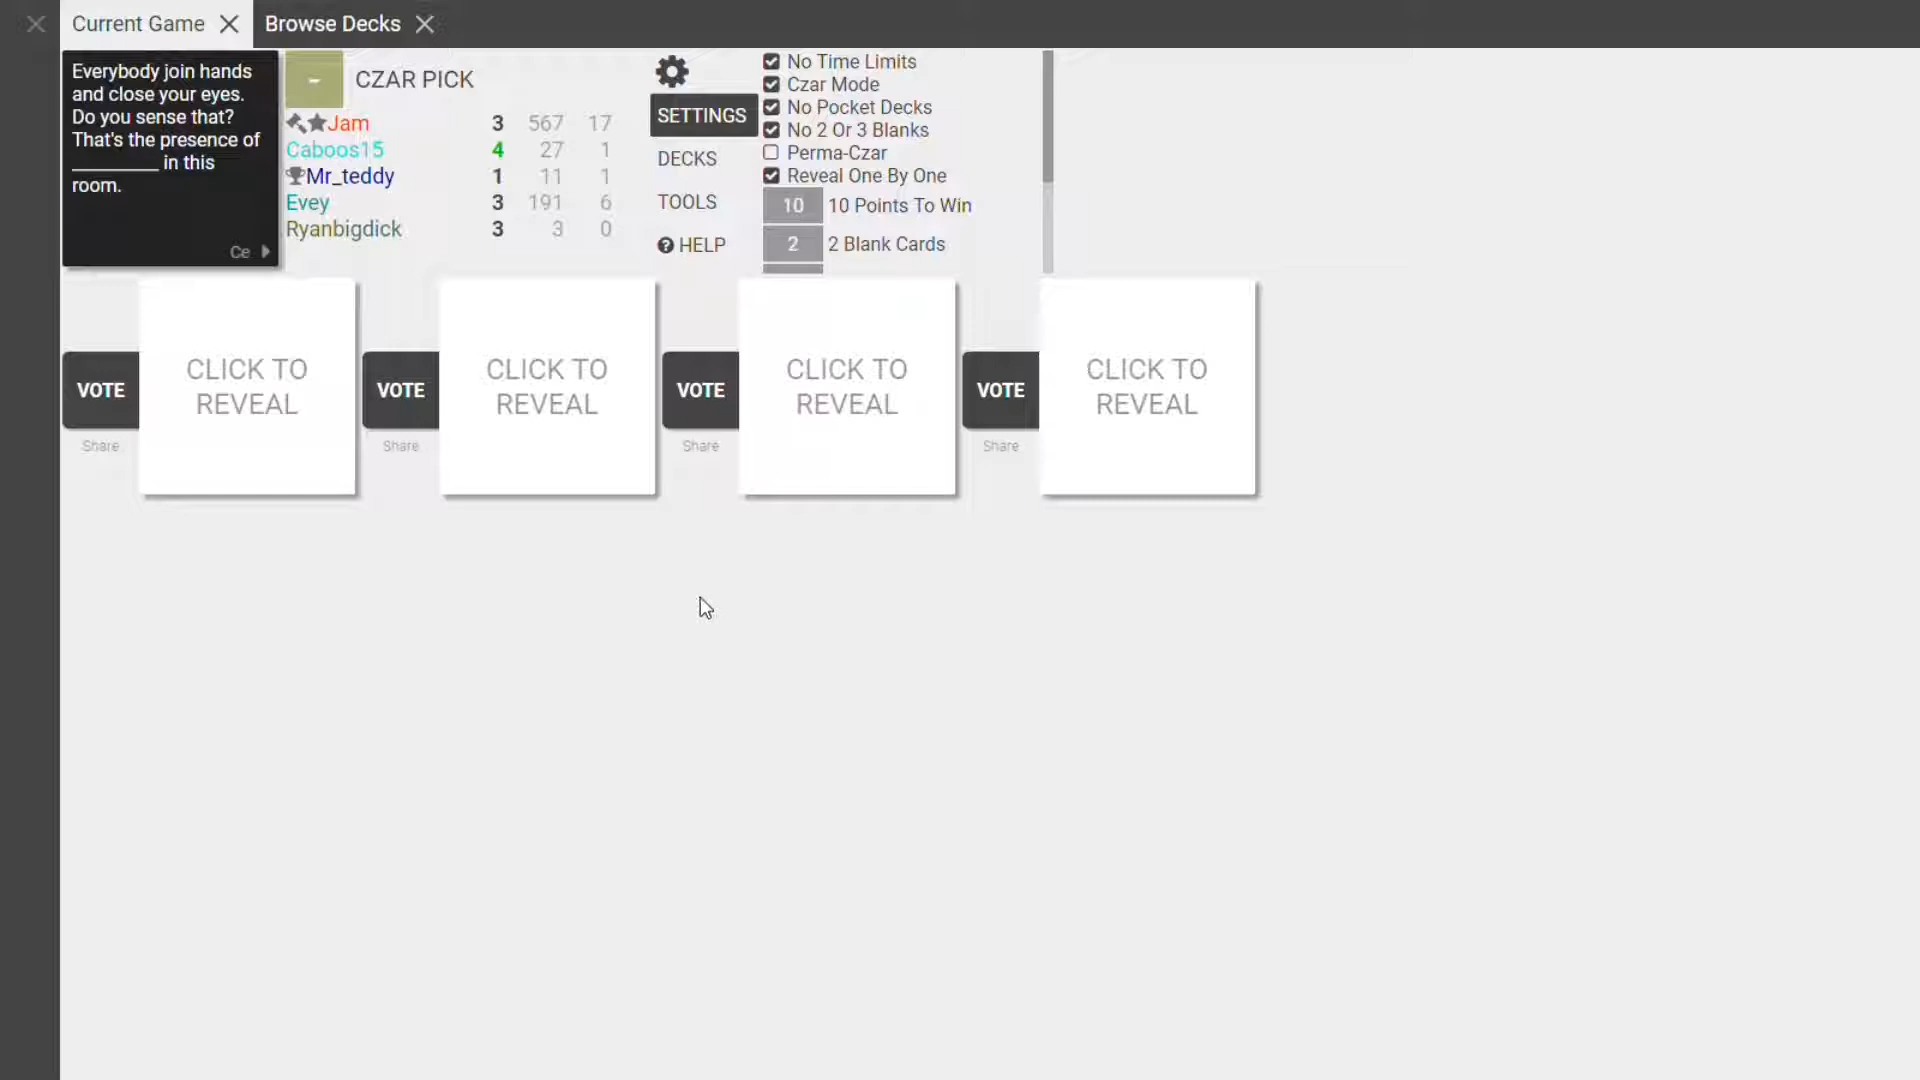 Current Game
Browse Decks
Everybody join hands
and close your eyes.
Do you sense that?
That's the presence of
________ in this
room.
Ce
-
CZAR PICK
Jam 3 567 17
Caboos15 4 27 1
Mr_teddy 1 11 1
Evey 3 191 6
Ryanbigdick 3 3 0
SETTINGS
DECKS
TOOLS
HELP
No Time Limits
Czar Mode
No Pocket Decks
No 2 Or 3 Blanks
Perma-Czar
Reveal One By One
10 10 Points To Win
2 2 Blank Cards
VOTE
Share
CLICK TO
REVEAL
VOTE
Share
CLICK TO
REVEAL
VOTE
Share
CLICK TO
REVEAL
VOTE
Share
CLICK TO
REVEAL